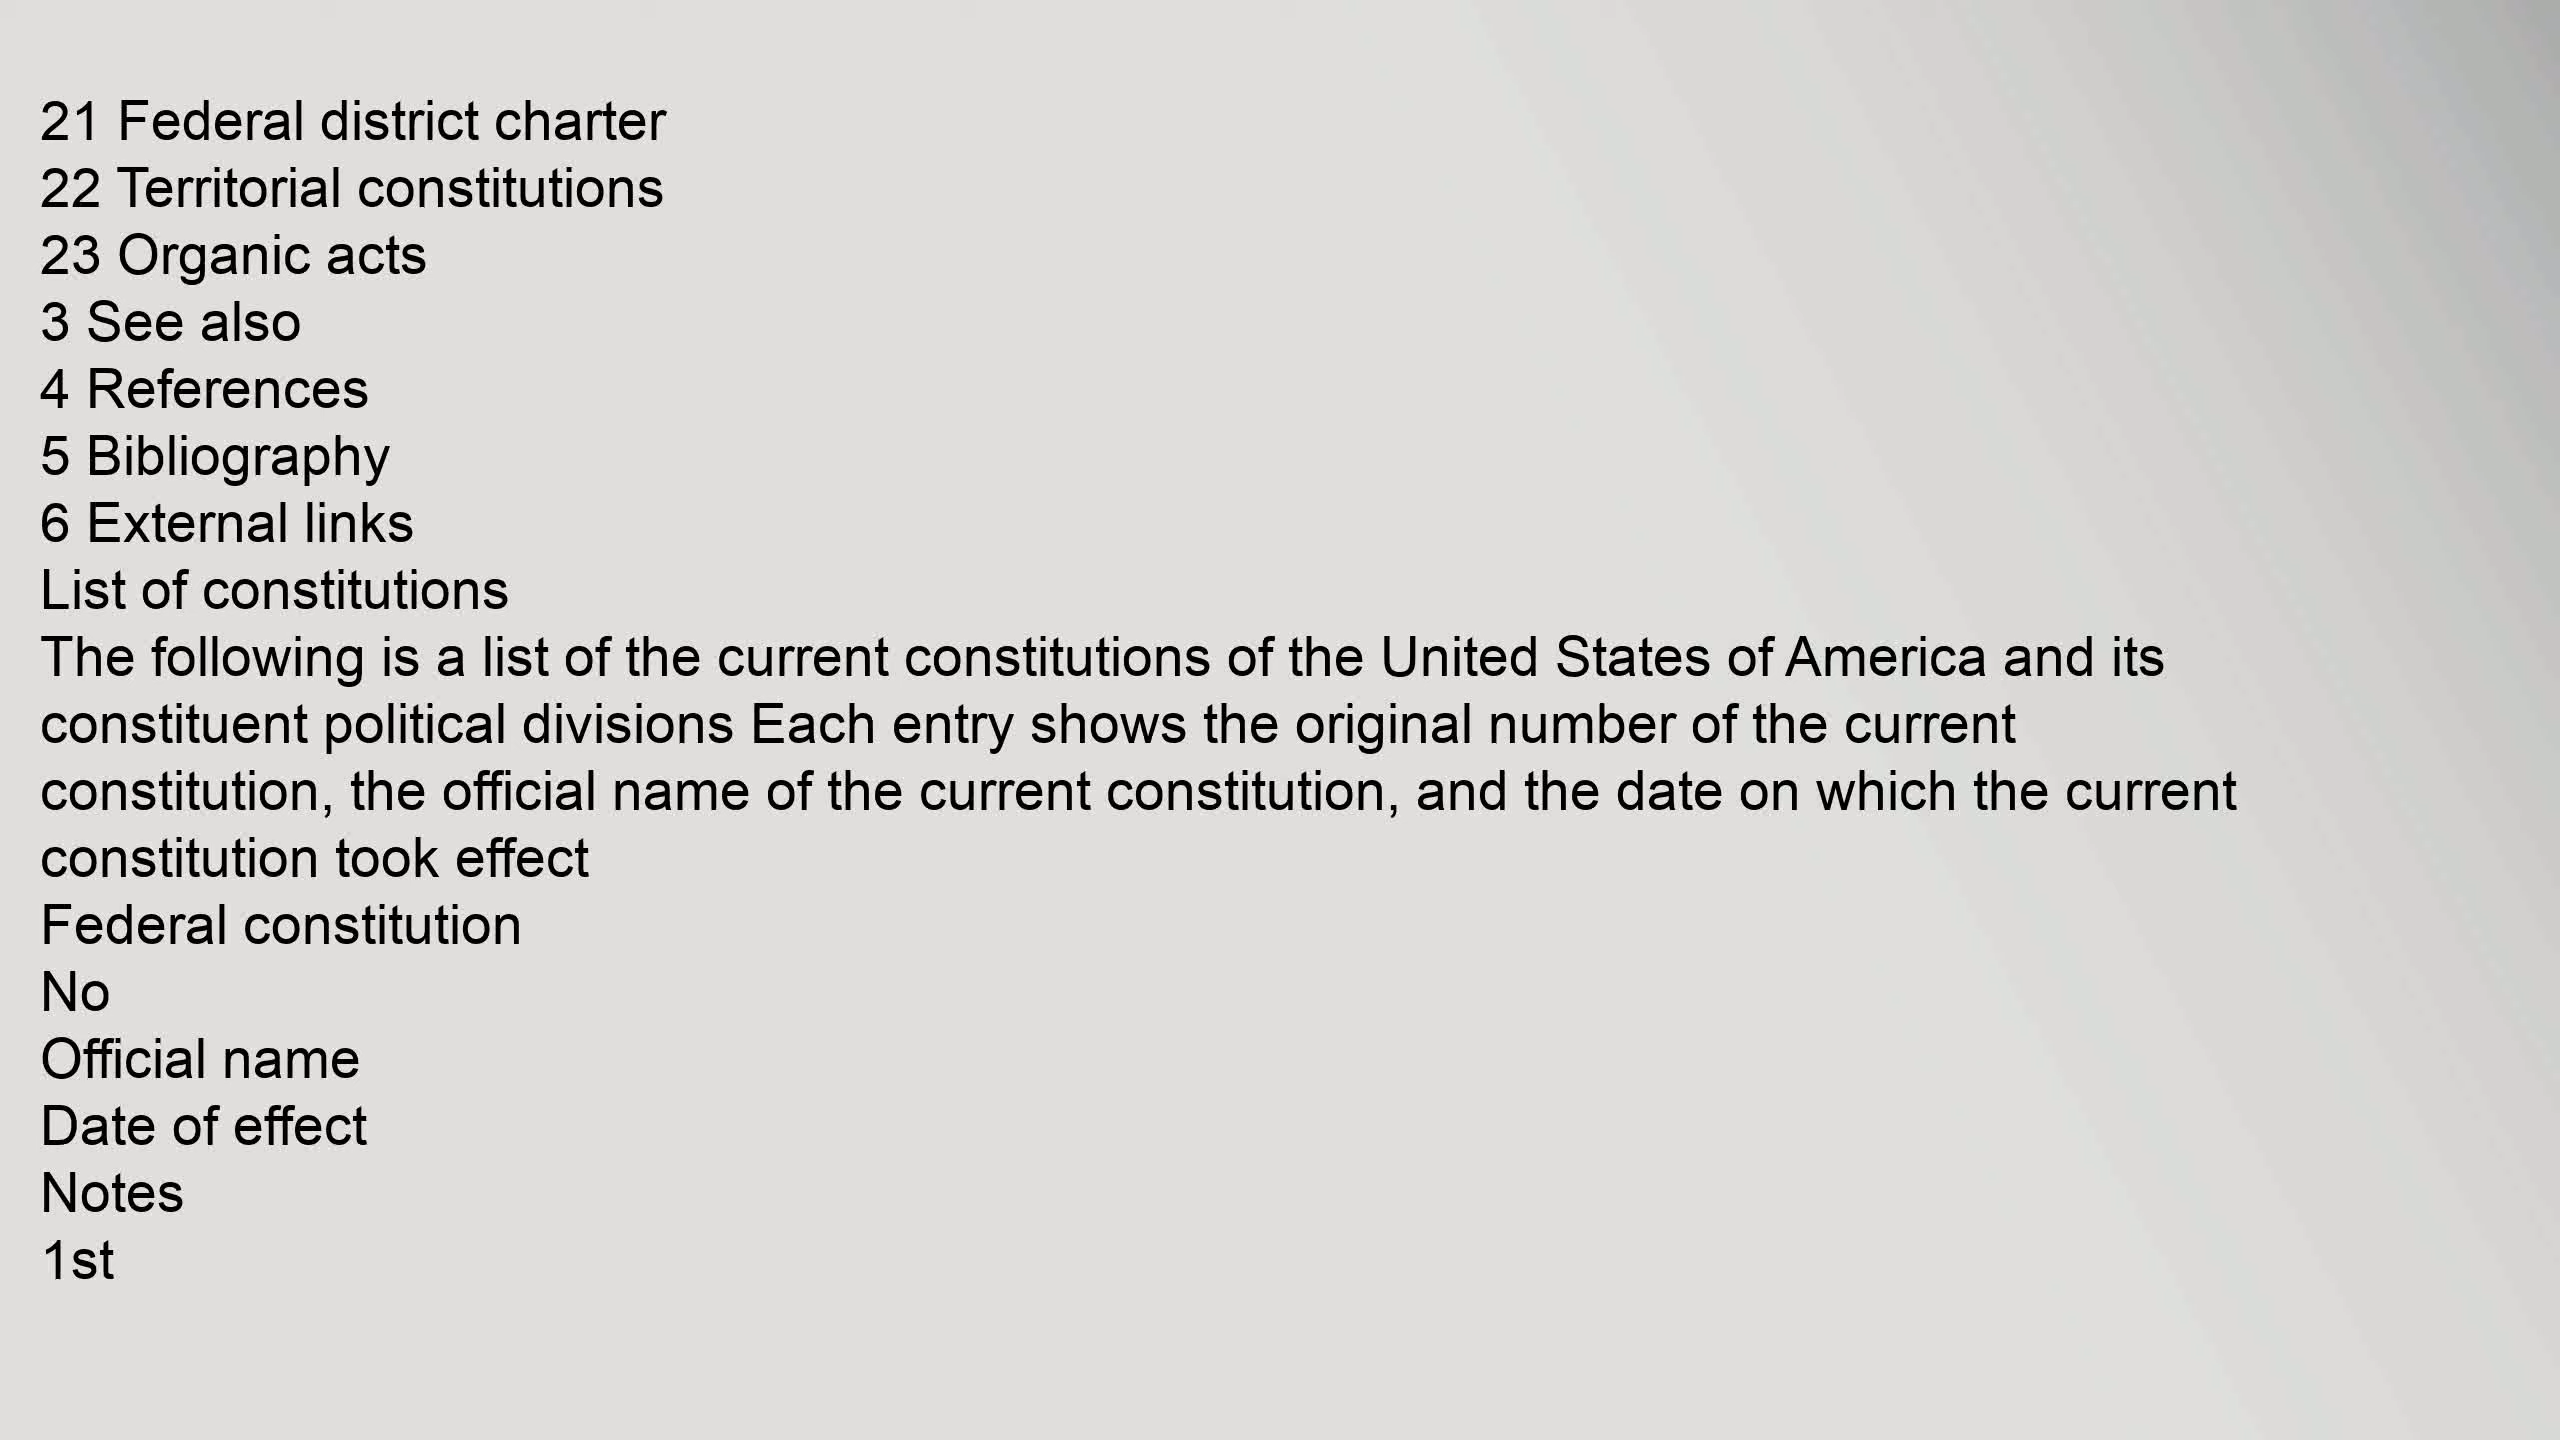 21 Federal district charter
22 Territorial constitutions
23 Organic acts
3 See also
4 References
5 Bibliography
6 External links
List of constitutions
The following is a list of the current constitutions of the United States of America and its
constituent political divisions Each entry shows the original number of the current
constitution, the official name of the current constitution, and the date on which the current
constitution took effect
Federal constitution
No
Official name
Date of effect
Notes
1st